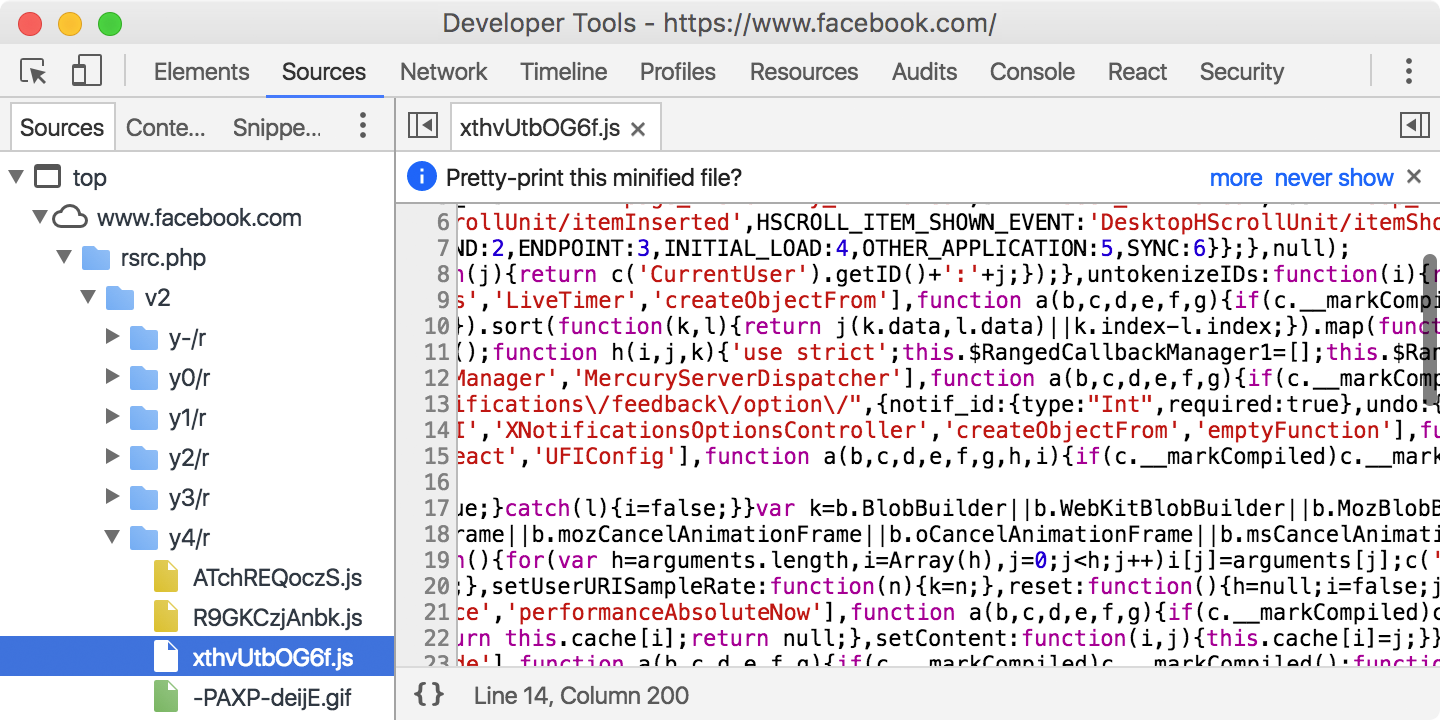 Developer Tools - https://www.facebook.com/
Elements Sources Network Timeline Profiles Resources Audits Console React Security
Sources Conte... Snippe...
xthvUtbOG6f.js ×
top
www.facebook.com
rsrc.php
v2
y-/r
y0/r
y1/r
y2/r
y3/r
y4/r
ATchREQoczS.js
R9GKCzjAnbk.js
xthvUtbOG6f.js
-PAXP-deijE.gif
i Pretty-print this minified file? more never show ×
6 rollUnit/itemInserted',HSCROLL_ITEM_SHOWN_EVENT:'DesktopHScrollUnit/itemSho
7 ND:2,ENDPOINT:3,INITIAL_LOAD:4,OTHER_APPLICATION:5,SYNC:6}};},null);
8 n(j){return c('CurrentUser').getID()+':'+j;});},untokenizeIDs:function(i){r
9 s','LiveTimer','createObjectFrom'],function a(b,c,d,e,f,g){if(c.__markCompi
10 }).sort(function(k,l){return j(k.data,l.data)||k.index-l.index;}).map(funct
11 ();function h(i,j,k){'use strict';this.$RangedCallbackManager1=[];this.$Ran
12 Manager','MercuryServerDispatcher'],function a(b,c,d,e,f,g){if(c.__markComp
13 ifications\/feedback\/option\/",{notif_id:{type:"Int",required:true},undo:{
14 I','XNotificationsOptionsController','createObjectFrom','emptyFunction'],fu
15 eact','UFIConfig'],function a(b,c,d,e,f,g,h,i){if(c.__markCompiled)c.__mark
16
17 ue;}catch(l){i=false;}}var k=b.BlobBuilder||b.WebKitBlobBuilder||b.MozBlobB
18 rame||b.mozCancelAnimationFrame||b.oCancelAnimationFrame||b.msCancelAnimati
19 n(){for(var h=arguments.length,i=Array(h),j=0;j<h;j++)i[j]=arguments[j];c('
20 ;},setUserURISampleRate:function(n){k=n;},reset:function(){h=null;i=false;j
21 ce','performanceAbsoluteNow'],function a(b,c,d,e,f,g){if(c.__markCompiled)c
22 urn this.cache[i];return null;},setContent:function(i,j){this.cache[i]=j;}}
23 de'],function a(b,c,d,e,f,g){if(c.__markCompiled)c.__markCompiled();functio
{} Line 14, Column 200